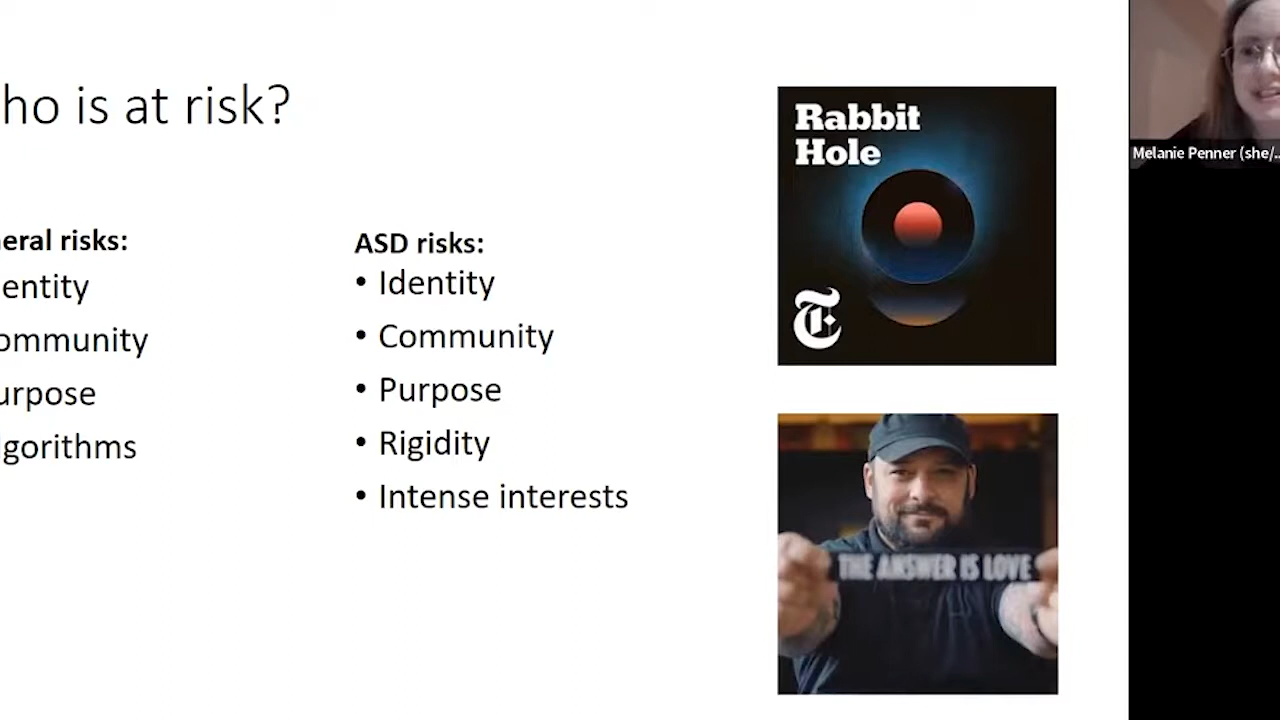 ho is at risk?
eral risks:
entity
ommunity
urpose
lgorithms
ASD risks:
• Identity
• Community
• Purpose
• Rigidity
• Intense interests
Rabbit
Hole
T
THE ANSWER IS LOVE
Melanie Penner (she/...